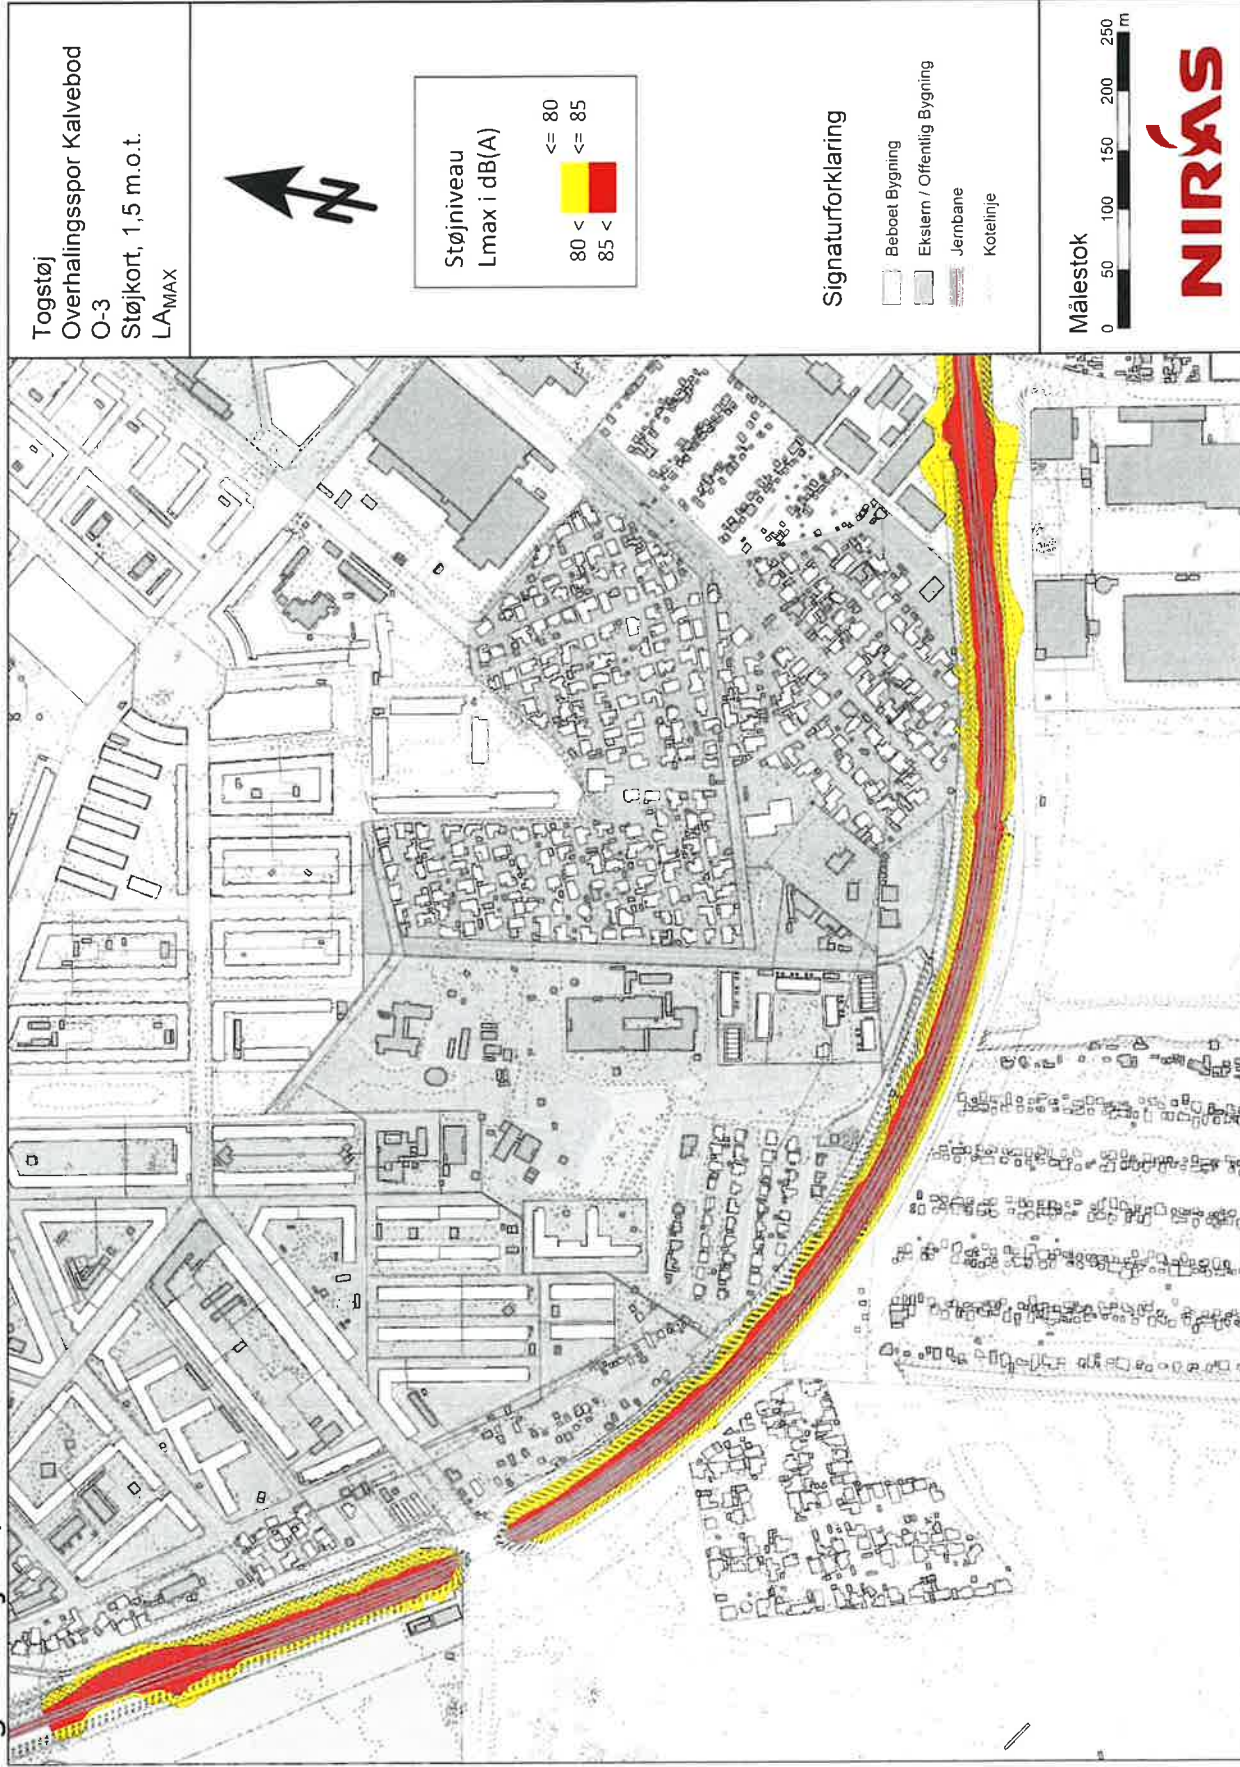 Togstøj
Overhalingsspor Kalvebod
O-3
Støjkort, 1,5 m.o.t.
LAMAX
N
Støjniveau
Lmax i dB(A)
<= 80
80 < <= 85
85 <
Signaturforklaring
Beboet Bygning
Ekstern / Offentlig Bygning
Jernbane
Kotelinje
Målestok
0 50 100 150 200 250
m
NIRAS